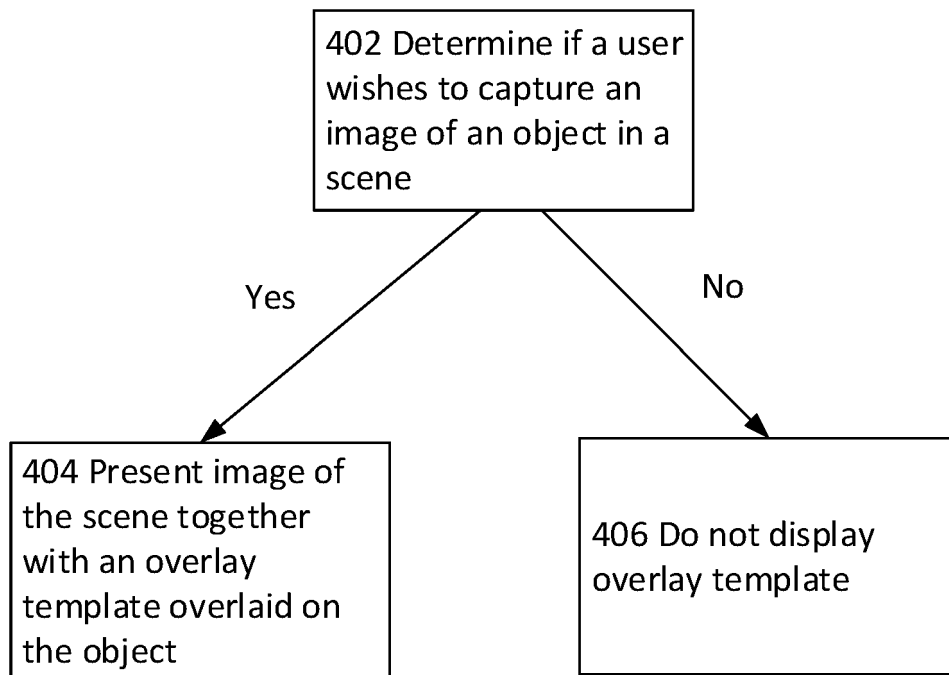 402 Determine if a user
wishes to capture an
image of an object in a
scene
Yes
No
404 Present image of
the scene together
with an overlay
template overlaid on
the object
406 Do not display
overlay template